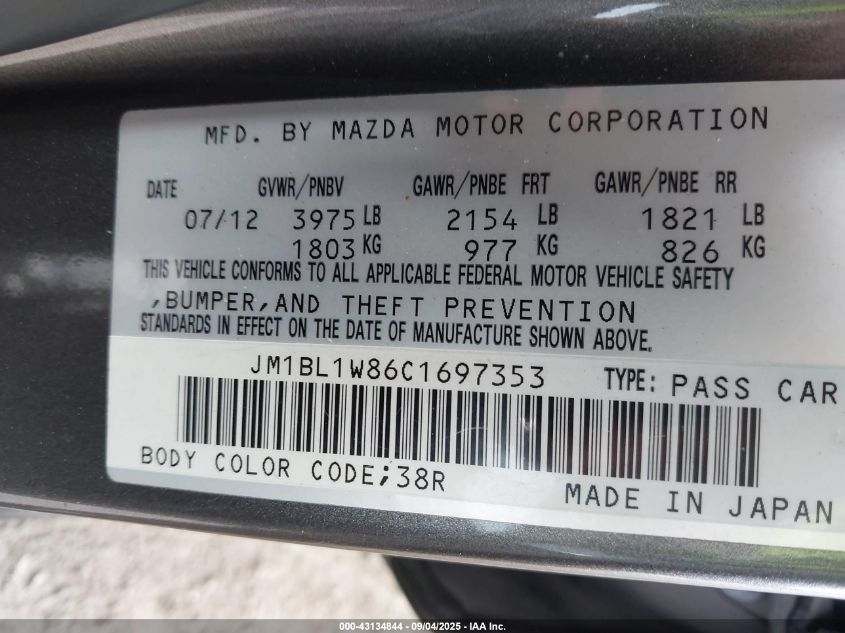 MFD. BY MAZDA MOTOR CORPORATION
DATE GVWR/PNBV GAWR/PNBE FRT GAWR/PNBE RR
07/12 3975 LB 2154 LB 1821 LB
1803 KG 977 KG 826 KG
THIS VEHICLE CONFORMS TO ALL APPLICABLE FEDERAL MOTOR VEHICLE SAFETY
,BUMPER,AND THEFT PREVENTION
STANDARDS IN EFFECT ON THE DATE OF MANUFACTURE SHOWN ABOVE.
JM1BL1W86C1697353 TYPE: PASS CAR
BODY COLOR CODE;38R
MADE IN JAPAN
000-43134844 - 09/04/2025 - IAA Inc.